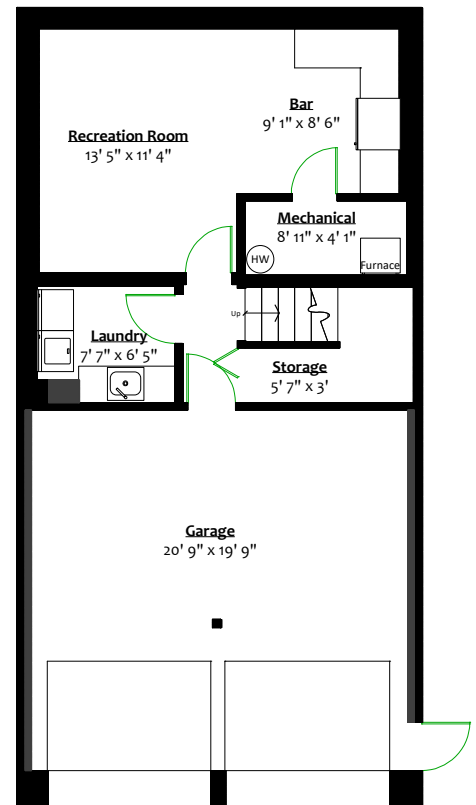 Bar
9' 1" x 8' 6"
Recreation Room
13' 5" x 11' 4"
Mechanical
8' 11" x 4' 1"
HW
Furnace
Up
Laundry
7' 7" x 6' 5"
Storage
5' 7" x 3'
Garage
20' 9" x 19' 9"